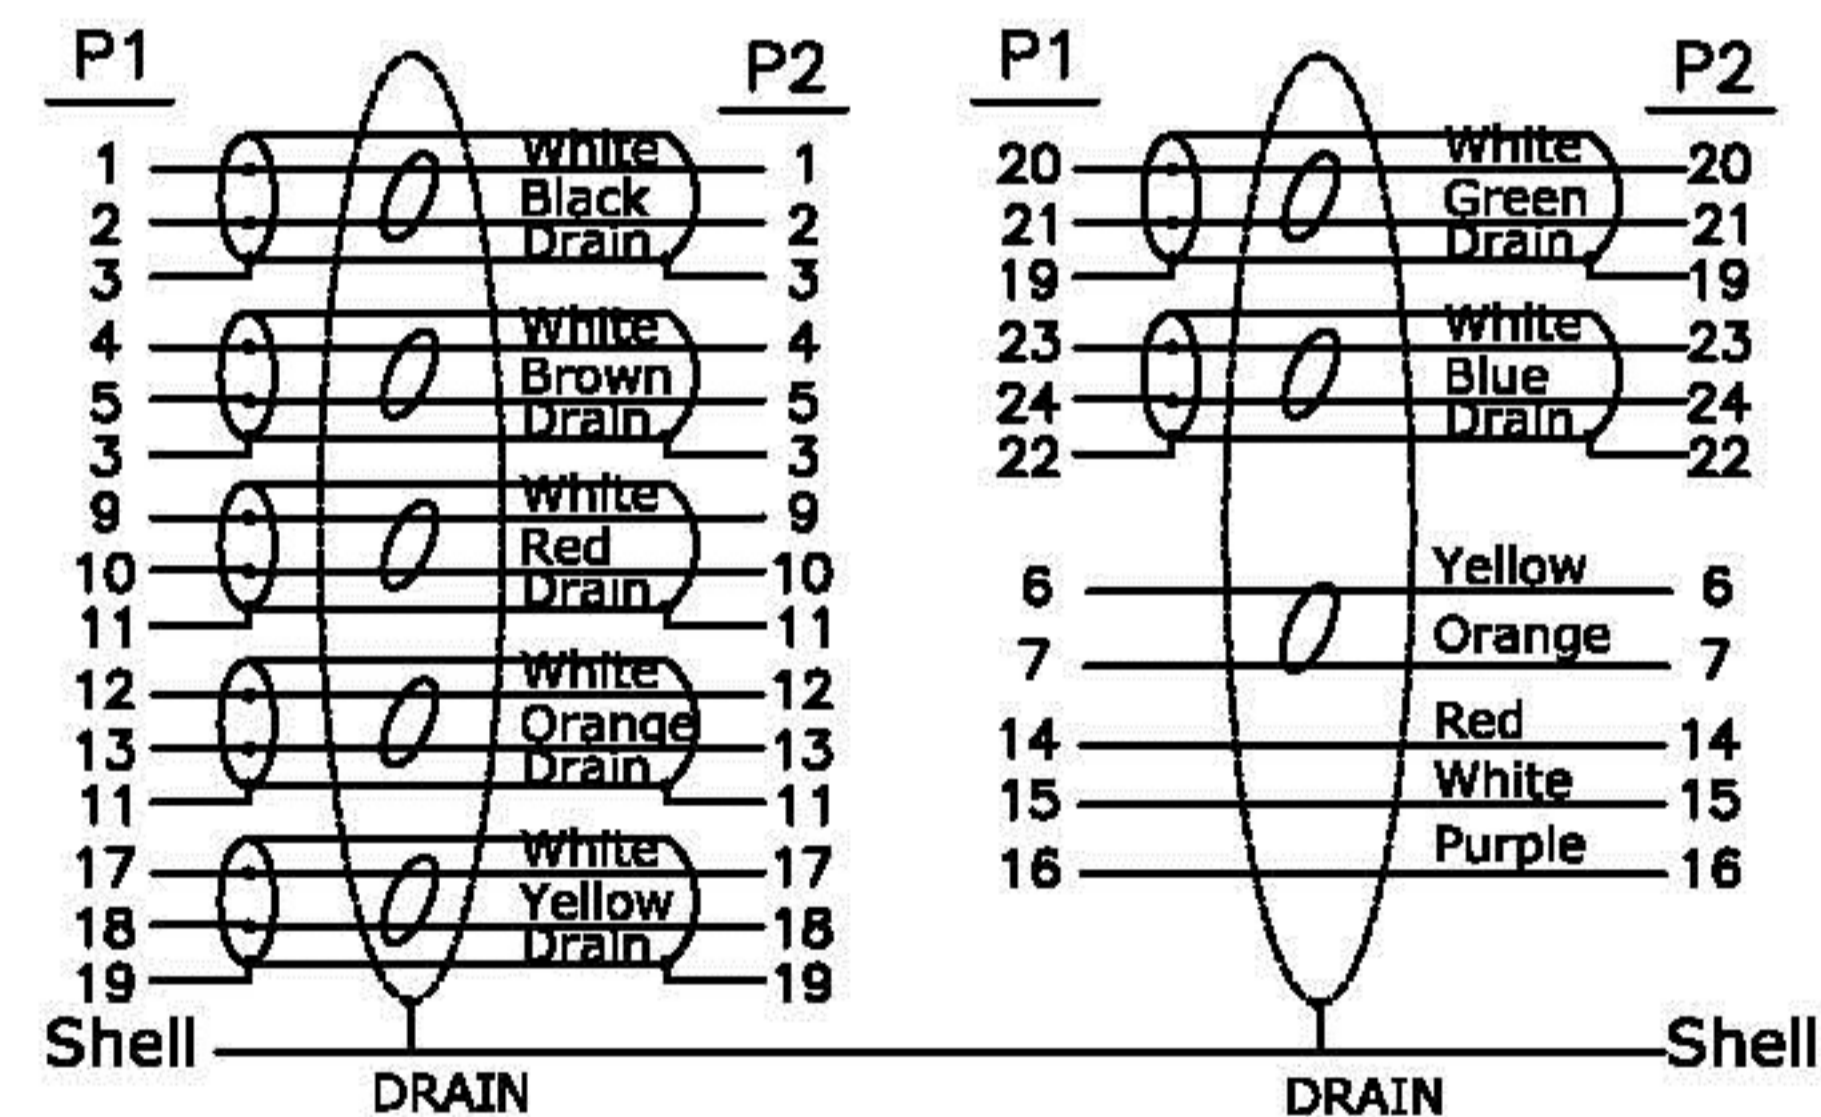 P1 P2
1 White 1
2 Black 2
3 Drain 3
4 White 4
5 Brown 5
3 Drain 3
9 White 9
10 Red 10
11 Drain 11
12 White 12
13 Orange 13
11 Drain 11
17 White 17
18 Yellow 18
19 Drain 19
P1 P2
20 White 20
21 Green 21
19 Drain 19
23 White 23
24 Blue 24
22 Drain 22
6 Yellow 6
7 Orange 7
14 Red 14
15 White 15
16 Purple 16
Shell Shell
DRAIN DRAIN